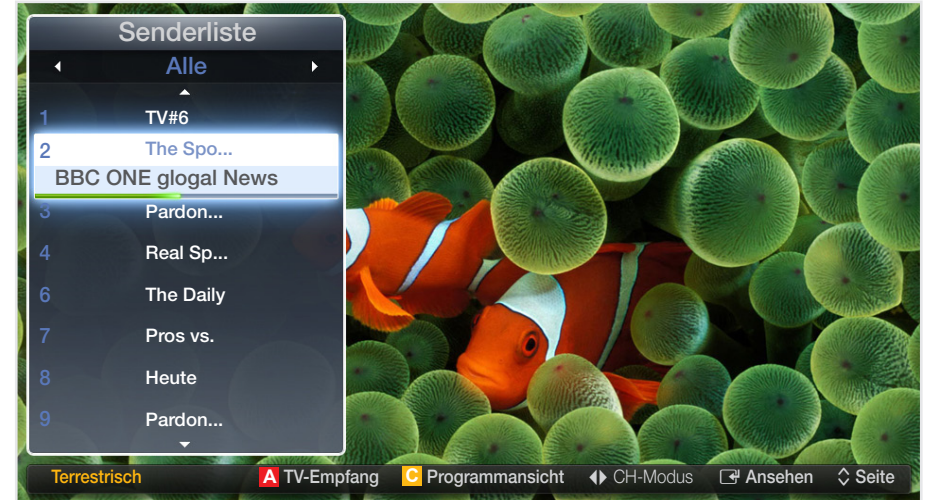 Senderliste
Alle
1 TV#6
2 The Spo...
BBC ONE glogal News
3 Pardon...
4 Real Sp...
6 The Daily
7 Pros vs.
8 Heute
9 Pardon...
Terrestrisch A TV-Empfang C Programmansicht CH-Modus Ansehen Seite